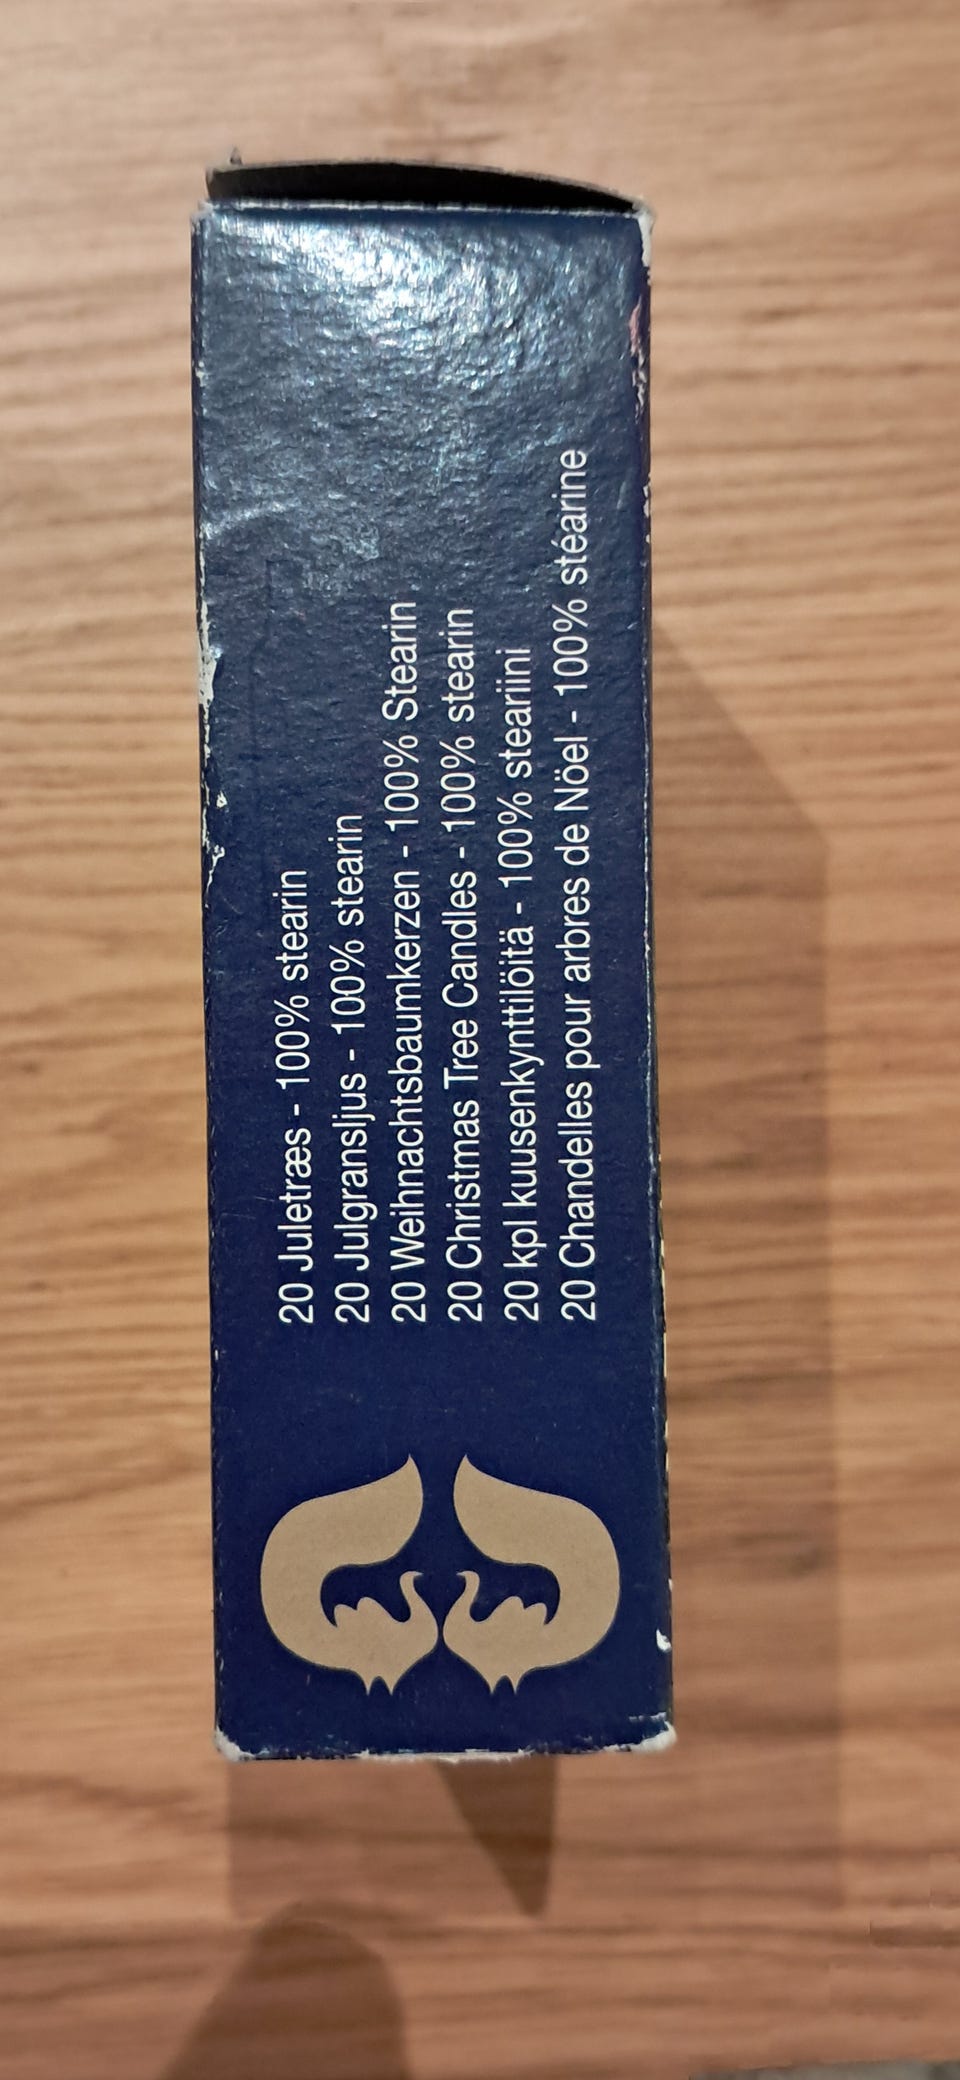 20 Juletræs - 100% stearin
20 Julgransljus - 100% stearin
20 Weihnachtsbaumkerzen - 100% Stearin
20 Christmas Tree Candles - 100% stearin
20 kpl kuusenkynttilöitä - 100% steariini
20 Chandelles pour arbres de Nöel - 100% stéarine